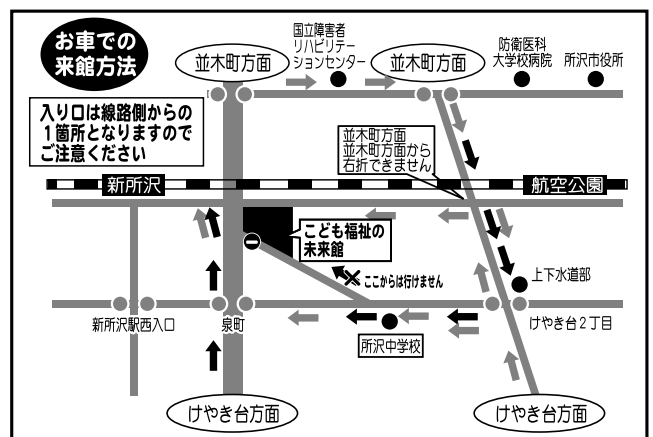 お車での
来館方法
入り口は線路側からの
1箇所となりますので
ご注意ください
並木町方面
国立障害者
リハビリテー
ションセンター
並木町方面
防衛医科
大学校病院
所沢市役所
並木町方面
並木町方面から
右折できません
新所沢
航空公園
こども福祉の
未来館
ここからは行けません
上下水道部
新所沢駅西入口
泉町
所沢中学校
けやき台2丁目
けやき台方面
けやき台方面